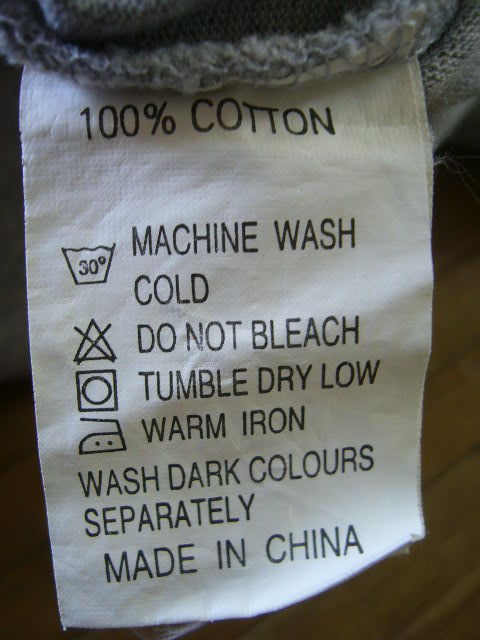 100% COTTON
30° MACHINE WASH
COLD
DO NOT BLEACH
TUMBLE DRY LOW
WARM IRON
WASH DARK COLOURS
SEPARATELY
MADE IN CHINA